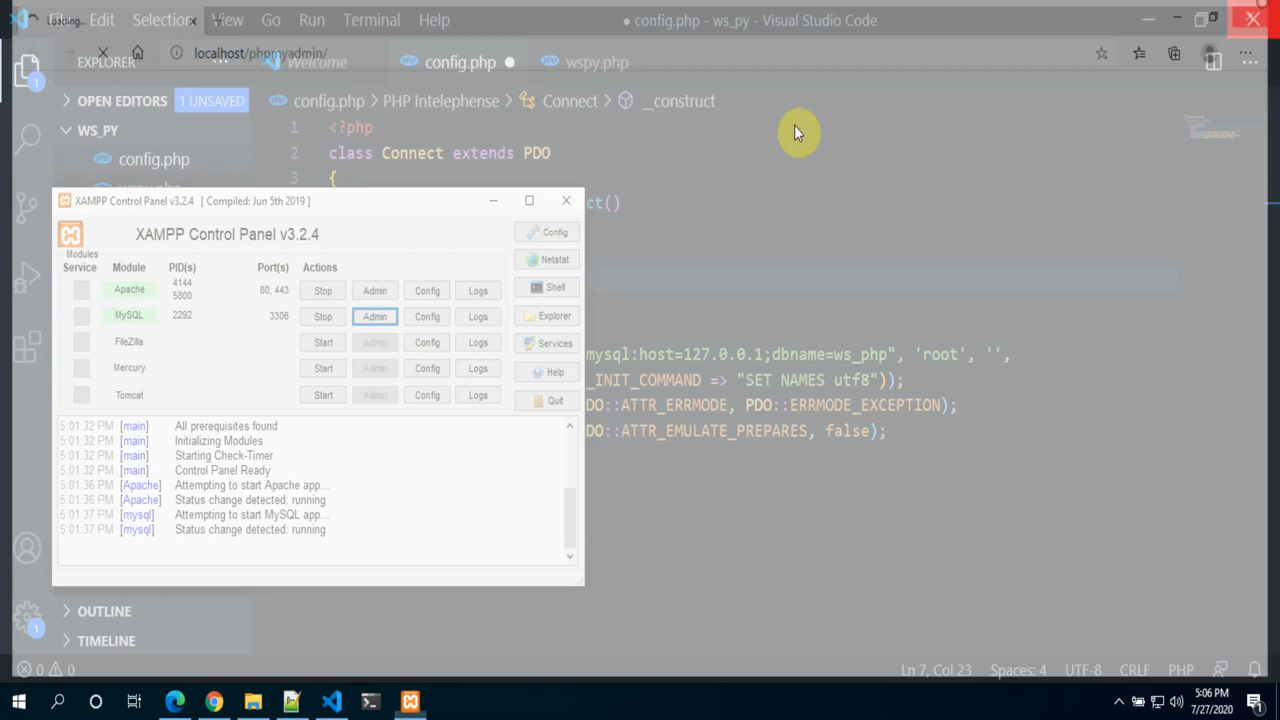 Loading...
File Edit Selection View Go Run Terminal Help
● config.php - ws_py - Visual Studio Code
localhost/phpmyadmin/
EXPLORER
Welcome
config.php
wspy.php
OPEN EDITORS 1 UNSAVED
config.php > PHP Intelephense > Connect > __construct
WS_PY
config.php
wspy.php
1 <?php
2 class Connect extends PDO
3 {
ct()
mysql:host=127.0.0.1;dbname=ws_php", 'root', '',
_INIT_COMMAND => "SET NAMES utf8"));
DO::ATTR_ERRMODE, PDO::ERRMODE_EXCEPTION);
DO::ATTR_EMULATE_PREPARES, false);
XAMPP Control Panel v3.2.4 [ Compiled: Jun 5th 2019 ]
XAMPP Control Panel v3.2.4
Config
Modules
Service Module PID(s) Port(s) Actions
Netstat
Apache 4144 5800 80, 443 Stop Admin Config Logs
Shell
MySQL 2292 3306 Stop Admin Config Logs
Explorer
FileZilla Start Admin Config Logs
Services
Mercury Start Admin Config Logs
Help
Tomcat Start Admin Config Logs
Quit
5:01:32 PM [main] All prerequisites found
5:01:32 PM [main] Initializing Modules
5:01:32 PM [main] Starting Check-Timer
5:01:32 PM [main] Control Panel Ready
5:01:36 PM [Apache] Attempting to start Apache app...
5:01:36 PM [Apache] Status change detected: running
5:01:37 PM [mysql] Attempting to start MySQL app...
5:01:37 PM [mysql] Status change detected: running
OUTLINE
TIMELINE
1
1
0 0
Ln 7, Col 23 Spaces: 4 UTF-8 CRLF PHP
5:06 PM
7/27/2020
1